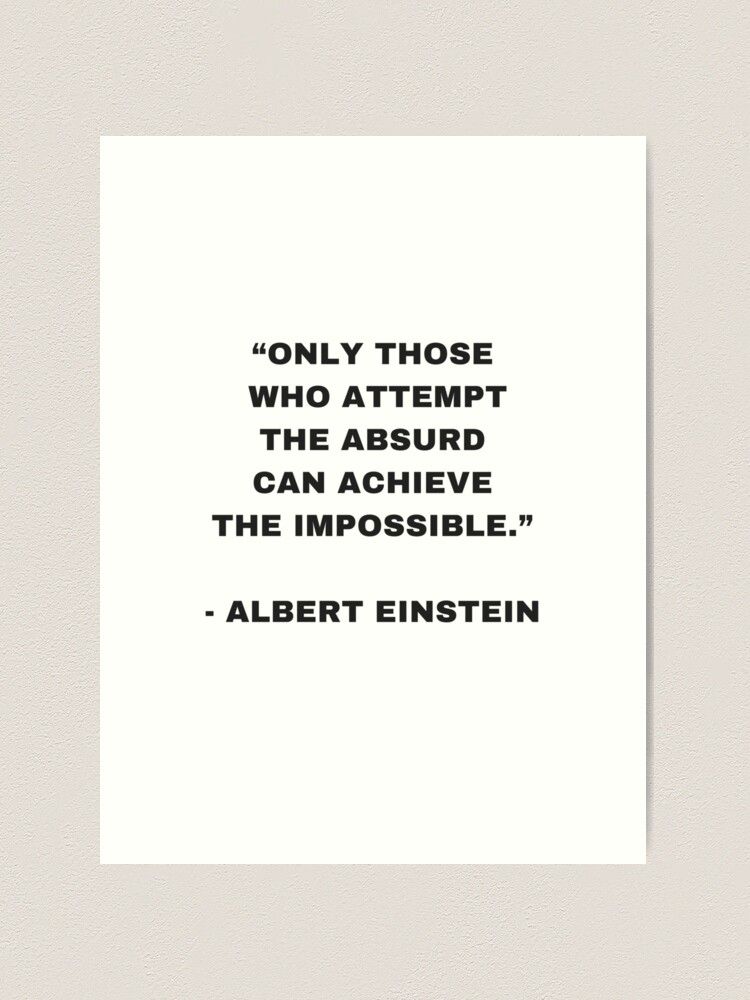 “ONLY THOSE
WHO ATTEMPT
THE ABSURD
CAN ACHIEVE
THE IMPOSSIBLE.”
- ALBERT EINSTEIN